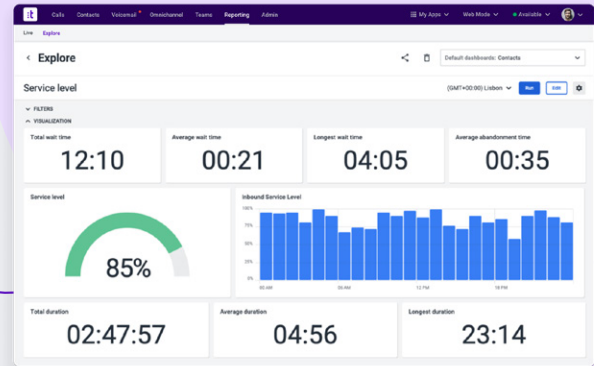 :t Calls Contacts Voicemail Omnichannel Teams Reporting Admin My Apps Web Mode Available
Live Explore
Explore Default dashboards: Contacts
Service level (GMT+00:00) Lisbon Run Edit
FILTERS
VISUALIZATION
Total wait time Average wait time Longest wait time Average abandonment time
12:10 00:21 04:05 00:35
Service level Inbound Service Level
100%
75%
50%
25%
0%
85%
00 AM 06 AM 12 PM 18 PM
Total duration Average duration Longest duration
02:47:57 04:56 23:14